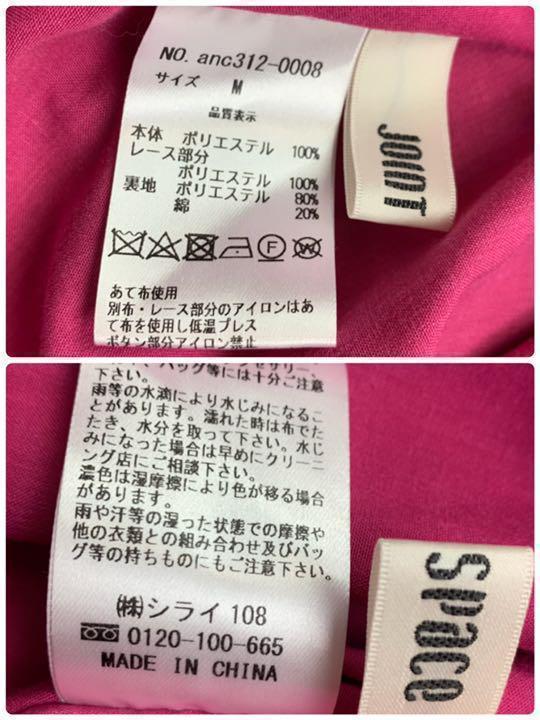 NO. anc312-0008
サイズ M
品質表示
本体 ポリエステル 100%
レース部分
ポリエステル 100%
裏地 ポリエステル 80%
綿 20%
あて布使用
別布・レース部分のアイロンはあ
て布を使用し低温プレス
ボタン部分アイロン禁止
JOINT
バッグ等には十分ご注意
下さい。
雨等の水滴により水じみになるこ
とがあります。濡れた時は布でた
たき、水分を取って下さい。水じ
みになった場合は早めにクリーニ
ング店にご相談下さい。
濃色は湿摩擦により色が移る場合
があります。
雨や汗等の湿った状態での摩擦や
他の衣類との組み合わせ及びバッ
グ等の持ちものにもご注意下さい。
㈱シライ 108
0120-100-665
MADE IN CHINA
Space